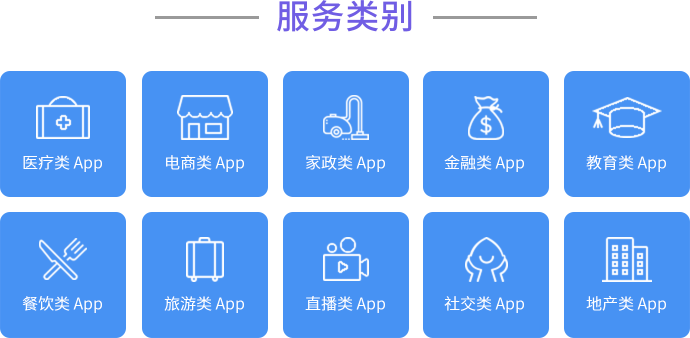 服务类别
医疗类 App
电商类 App
家政类 App
金融类 App
教育类 App
餐饮类 App
旅游类 App
直播类 App
社交类 App
地产类 App